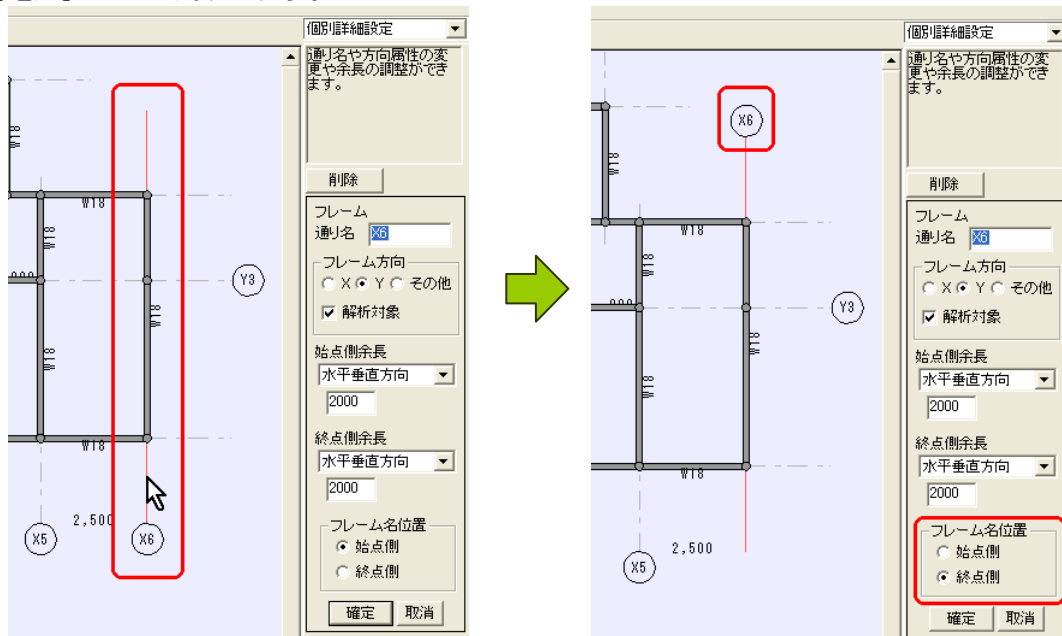 個別詳細設定
通り名や方向属性の変
更や余長の調整ができ
ます。
削除
フレーム
通り名 X6
フレーム方向
X Y その他
解析対象
始点側余長
水平垂直方向
2000
終点側余長
水平垂直方向
2000
フレーム名位置
始点側
終点側
確定 取消
W18
W18
W18
W18
W18
W18
Y3
2,500
X5
X6
個別詳細設定
通り名や方向属性の変
更や余長の調整ができ
ます。
削除
フレーム
通り名 X6
フレーム方向
X Y その他
解析対象
始点側余長
水平垂直方向
2000
終点側余長
水平垂直方向
2000
フレーム名位置
始点側
終点側
確定 取消
X6
W18
W18
W18
W18
W18
W18
Y3
2,500
X5